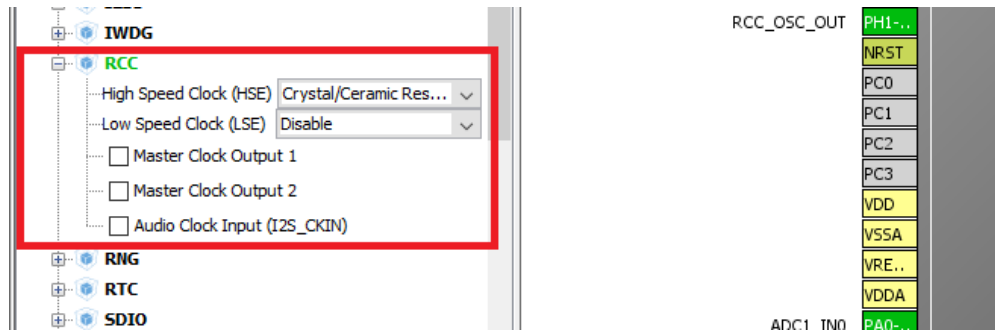 IWDG
RCC
High Speed Clock (HSE) Crystal/Ceramic Res...
Low Speed Clock (LSE) Disable
Master Clock Output 1
Master Clock Output 2
Audio Clock Input (I2S_CKIN)
RNG
RTC
SDIO
RCC_OSC_OUT PH1-..
NRST
PC0
PC1
PC2
PC3
VDD
VSSA
VRE..
VDDA
ADC1_IN0 PA0-..